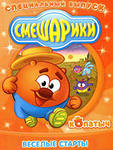 СПЕЦИАЛЬНЫЙ ВЫПУСК
СМЕШАРИКИ
КОПАТЫЧ
ВЕСЕЛЫЕ СТАРТЫ